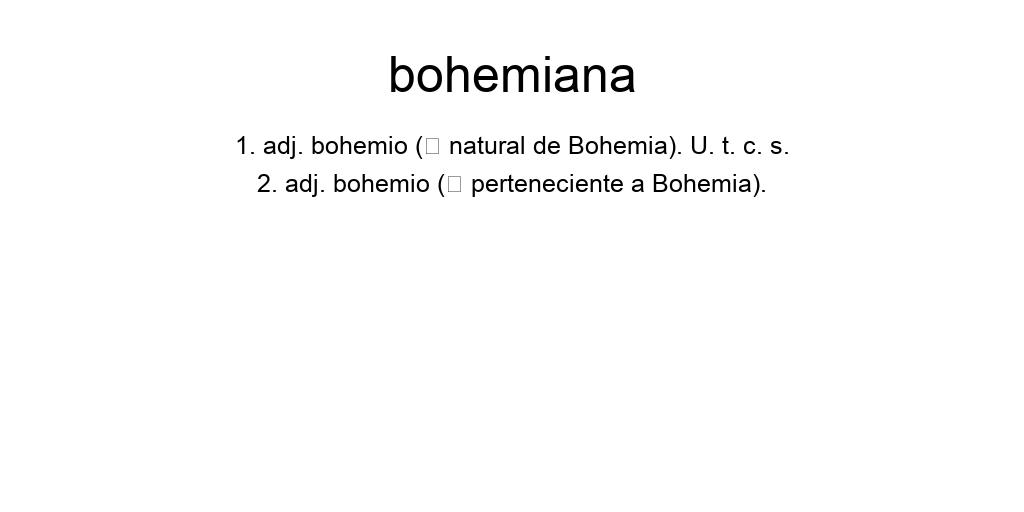 bohemiana
1. adj. bohemio (□ natural de Bohemia). U. t. c. s.
2. adj. bohemio (□ perteneciente a Bohemia).